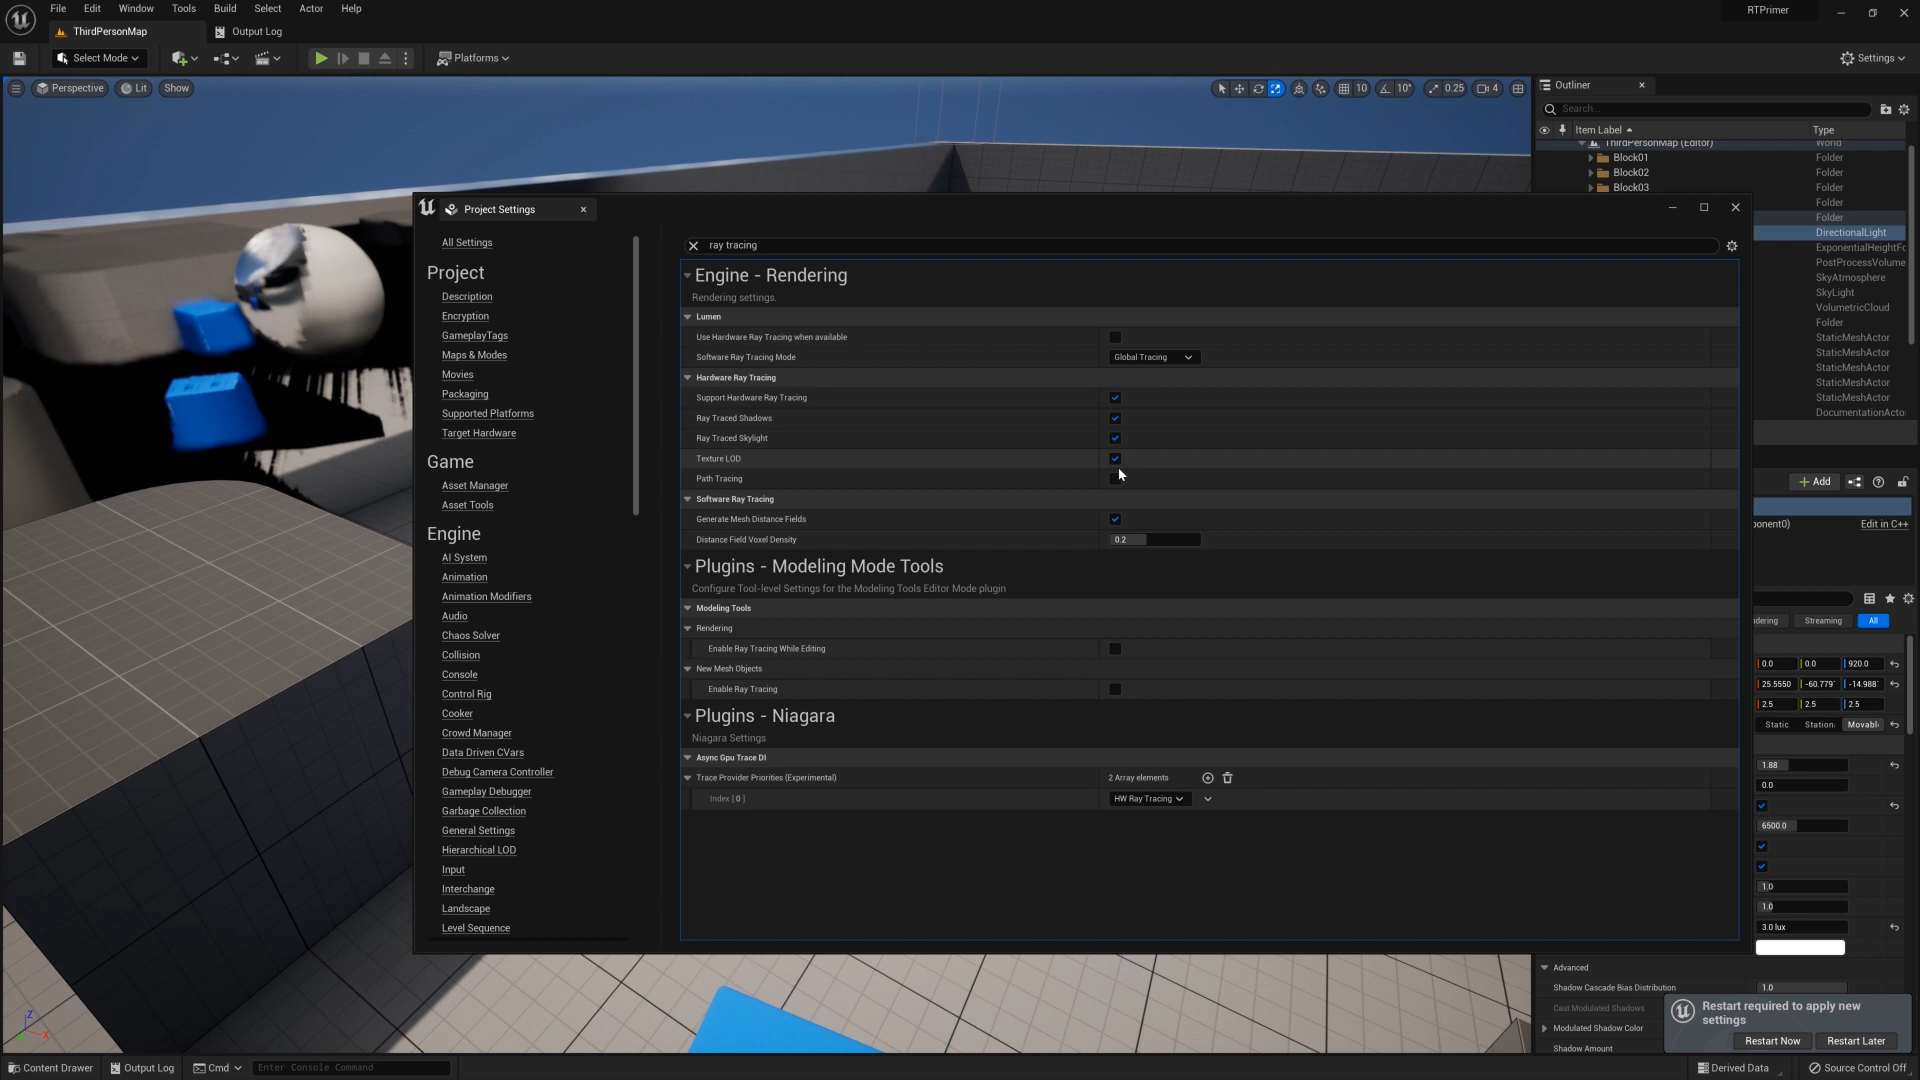 File Edit Window Tools Build Select Actor Help
RTPrimer
ThirdPersonMap
Output Log
Select Mode
Platforms
Settings
Perspective Lit Show
10 10° 0.25 4
Outliner
Search...
Item Label Type
ThirdPersonMap (Editor) World
Block01 Folder
Block02 Folder
Block03 Folder
Folder
Folder
DirectionalLight
ExponentialHeightFo
PostProcessVolume
SkyAtmosphere
SkyLight
VolumetricCloud
Folder
StaticMeshActor
StaticMeshActor
StaticMeshActor
StaticMeshActor
StaticMeshActor
DocumentationActo
Project Settings
All Settings
Project
Description
Encryption
GameplayTags
Maps & Modes
Movies
Packaging
Supported Platforms
Target Hardware
Game
Asset Manager
Asset Tools
Engine
AI System
Animation
Animation Modifiers
Audio
Chaos Solver
Collision
Console
Control Rig
Cooker
Crowd Manager
Data Driven CVars
Debug Camera Controller
Gameplay Debugger
Garbage Collection
General Settings
Hierarchical LOD
Input
Interchange
Landscape
Level Sequence
ray tracing
Engine - Rendering
Rendering settings.
Lumen
Use Hardware Ray Tracing when available
Software Ray Tracing Mode Global Tracing
Hardware Ray Tracing
Support Hardware Ray Tracing
Ray Traced Shadows
Ray Traced Skylight
Texture LOD
Path Tracing
Software Ray Tracing
Generate Mesh Distance Fields
Distance Field Voxel Density 0.2
Plugins - Modeling Mode Tools
Configure Tool-level Settings for the Modeling Tools Editor Mode plugin
Modeling Tools
Rendering
Enable Ray Tracing While Editing
New Mesh Objects
Enable Ray Tracing
Plugins - Niagara
Niagara Settings
Async Gpu Trace DI
Trace Provider Priorities (Experimental) 2 Array elements
Index [ 0 ] HW Ray Tracing
Add
ponent0) Edit in C++
dering Streaming All
0.0 0.0 920.0
25.5550 -60.779° -14.988°
2.5 2.5 2.5
Static Station Movabl
1.88
0.0
6500.0
1.0
1.0
3.0 lux
Advanced
Shadow Cascade Bias Distribution 1.0
Cast Modulated Shadows
Modulated Shadow Color
Shadow Amount
Restart required to apply new
settings
Restart Now Restart Later
Z
X
Content Drawer Output Log Cmd Enter Console Command
Derived Data Source Control Off